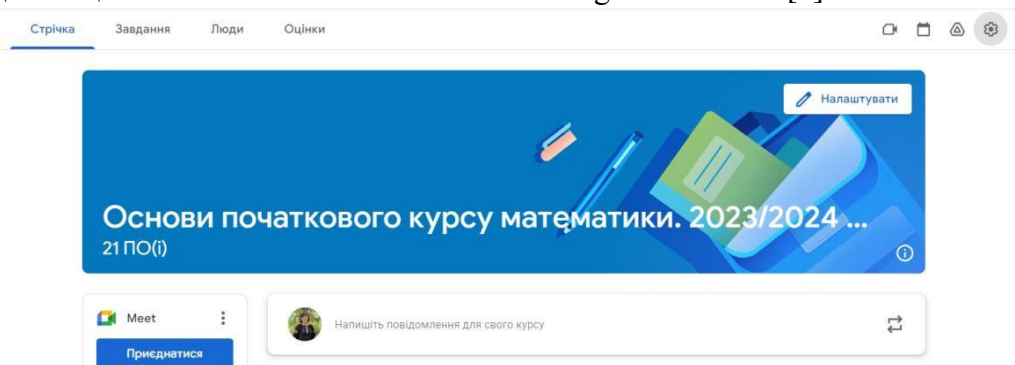 Стрічка Завдання Люди Оцінки
Налаштувати
Основи початкового курсу математики. 2023/2024 ...
21 ПО(і)
Meet
Напишіть повідомлення для свого курсу
Приєднатися